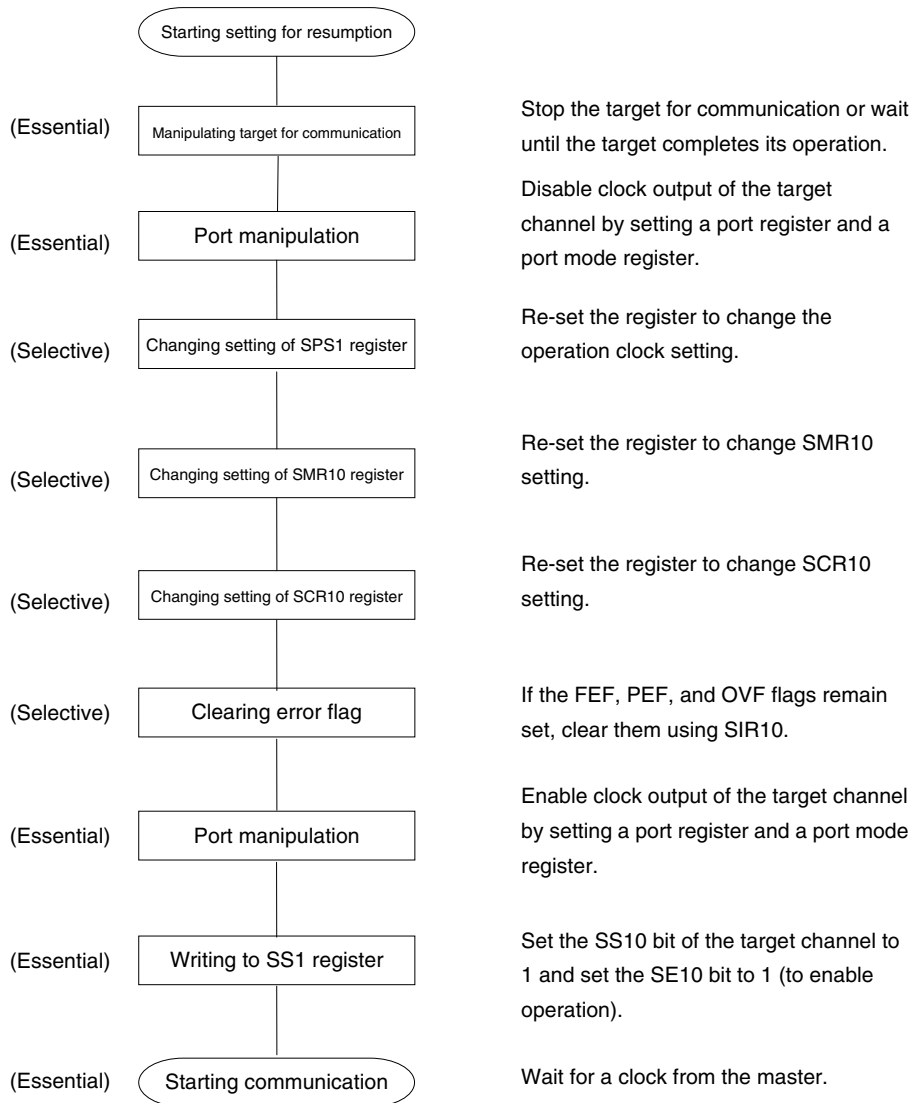 Starting setting for resumption
(Essential)
Manipulating target for communication
Stop the target for communication or wait
until the target completes its operation.
(Essential)
Port manipulation
Disable clock output of the target
channel by setting a port register and a
port mode register.
(Selective)
Changing setting of SPS1 register
Re-set the register to change the
operation clock setting.
(Selective)
Changing setting of SMR10 register
Re-set the register to change SMR10
setting.
(Selective)
Changing setting of SCR10 register
Re-set the register to change SCR10
setting.
(Selective)
Clearing error flag
If the FEF, PEF, and OVF flags remain
set, clear them using SIR10.
(Essential)
Port manipulation
Enable clock output of the target channel
by setting a port register and a port mode
register.
(Essential)
Writing to SS1 register
Set the SS10 bit of the target channel to
1 and set the SE10 bit to 1 (to enable
operation).
(Essential)
Starting communication
Wait for a clock from the master.